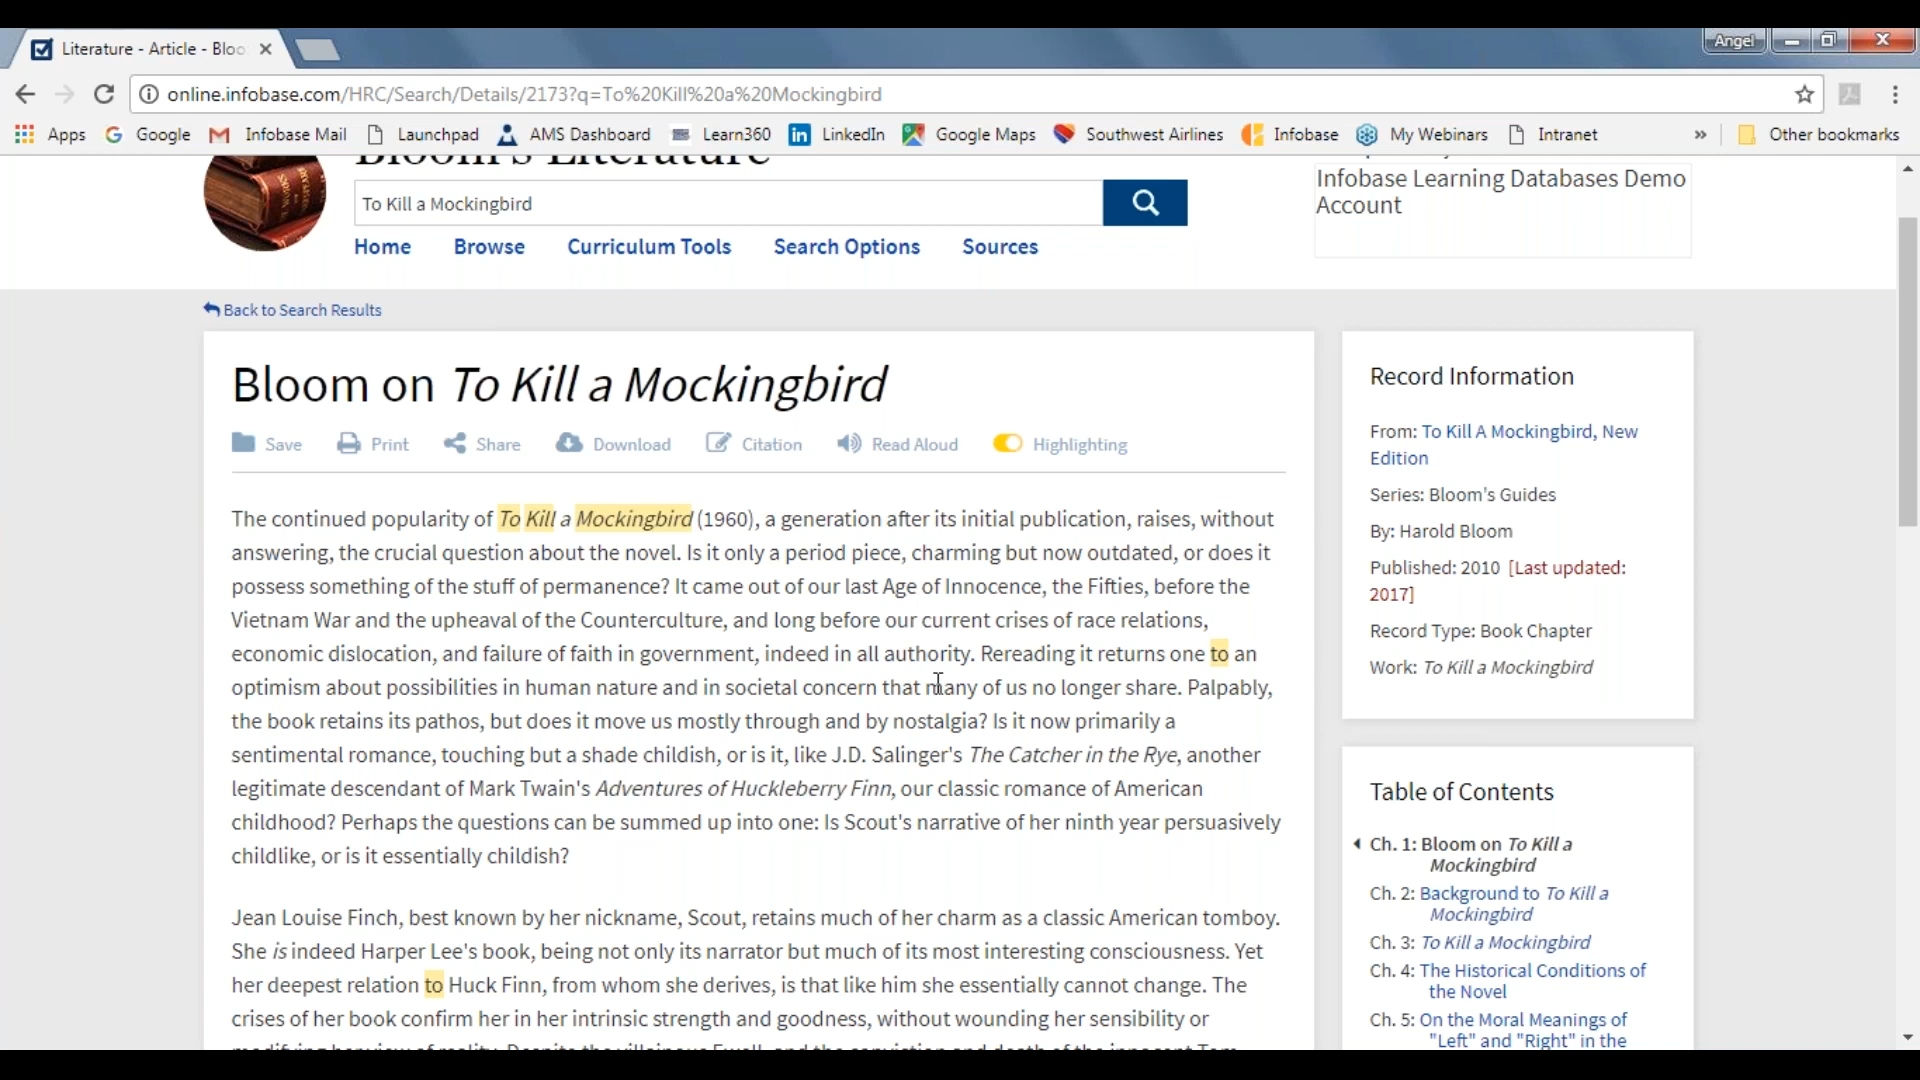 Literature - Article - Bloo
Angel
online.infobase.com/HRC/Search/Details/2173?q=To%20Kill%20a%20Mockingbird
Apps Google Infobase Mail Launchpad AMS Dashboard Learn360 LinkedIn Google Maps Southwest Airlines Infobase My Webinars Intranet » Other bookmarks
Bloom's Literature
To Kill a Mockingbird
Infobase Learning Databases Demo
Account
Home Browse Curriculum Tools Search Options Sources
Back to Search Results
Bloom on To Kill a Mockingbird
Save Print Share Download Citation Read Aloud Highlighting
The continued popularity of To Kill a Mockingbird (1960), a generation after its initial publication, raises, without
answering, the crucial question about the novel. Is it only a period piece, charming but now outdated, or does it
possess something of the stuff of permanence? It came out of our last Age of Innocence, the Fifties, before the
Vietnam War and the upheaval of the Counterculture, and long before our current crises of race relations,
economic dislocation, and failure of faith in government, indeed in all authority. Rereading it returns one to an
optimism about possibilities in human nature and in societal concern that many of us no longer share. Palpably,
the book retains its pathos, but does it move us mostly through and by nostalgia? Is it now primarily a
sentimental romance, touching but a shade childish, or is it, like J.D. Salinger's The Catcher in the Rye, another
legitimate descendant of Mark Twain's Adventures of Huckleberry Finn, our classic romance of American
childhood? Perhaps the questions can be summed up into one: Is Scout's narrative of her ninth year persuasively
childlike, or is it essentially childish?
Jean Louise Finch, best known by her nickname, Scout, retains much of her charm as a classic American tomboy.
She is indeed Harper Lee's book, being not only its narrator but much of its most interesting consciousness. Yet
her deepest relation to Huck Finn, from whom she derives, is that like him she essentially cannot change. The
crises of her book confirm her in her intrinsic strength and goodness, without wounding her sensibility or
modifying her view of reality. Despite the villainous Ewell, and the conviction and death of the innocent Tom
Record Information
From: To Kill A Mockingbird, New
Edition
Series: Bloom's Guides
By: Harold Bloom
Published: 2010 [Last updated:
2017]
Record Type: Book Chapter
Work: To Kill a Mockingbird
Table of Contents
Ch. 1: Bloom on To Kill a
Mockingbird
Ch. 2: Background to To Kill a
Mockingbird
Ch. 3: To Kill a Mockingbird
Ch. 4: The Historical Conditions of
the Novel
Ch. 5: On the Moral Meanings of
"Left" and "Right" in the